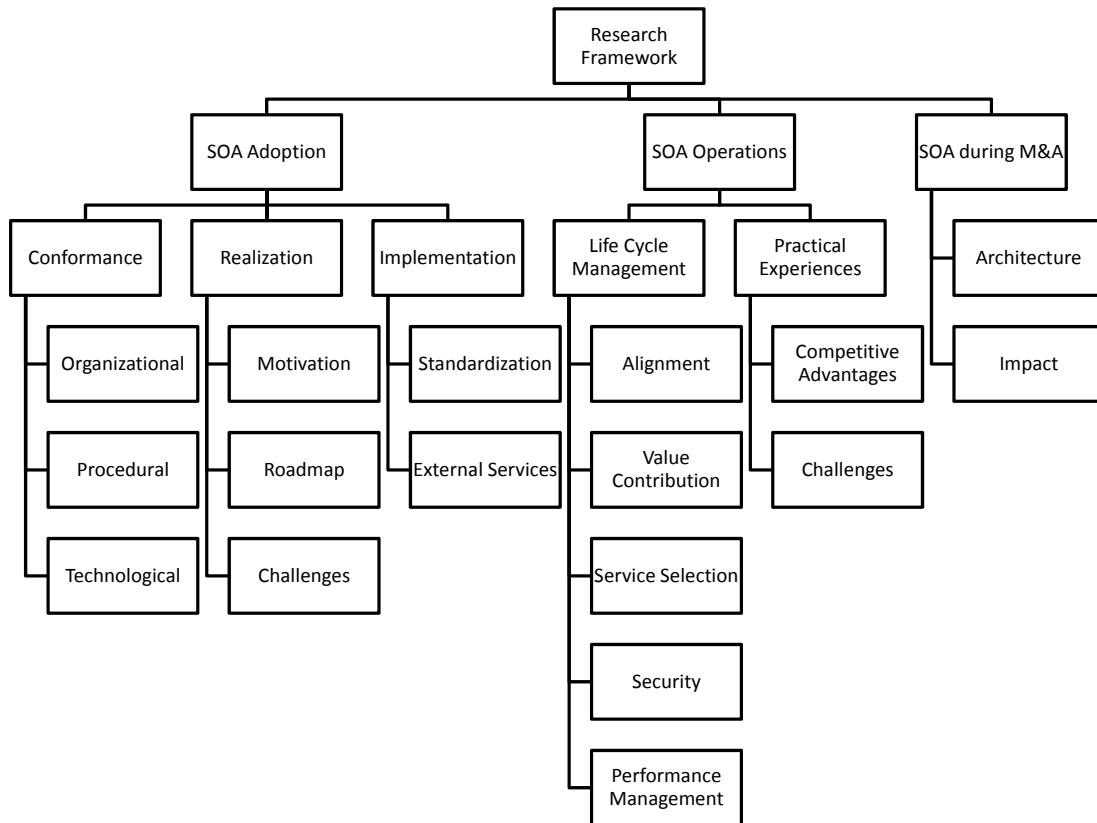 Research
Framework
SOA Adoption
SOA Operations
SOA during M&A
Conformance
Realization
Implementation
Life Cycle
Management
Practical
Experiences
Architecture
Organizational
Motivation
Standardization
Alignment
Competitive
Advantages
Impact
Procedural
Roadmap
External Services
Value
Contribution
Challenges
Technological
Challenges
Service Selection
Security
Performance
Management